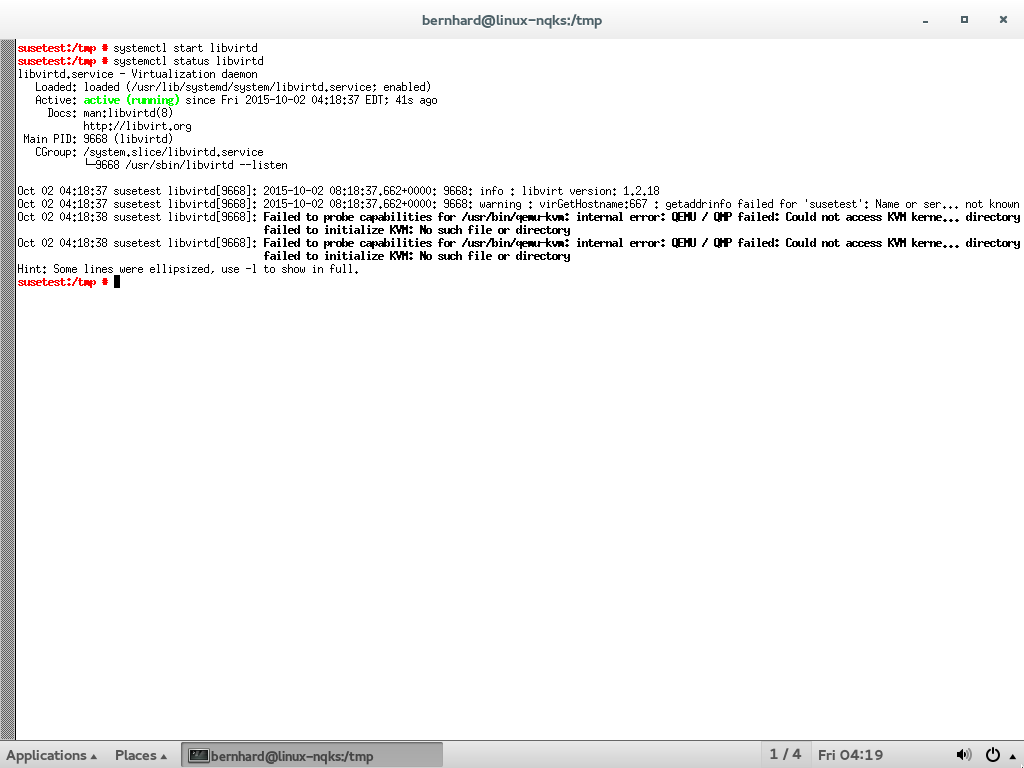 bernhard@linux-nqks:/tmp
susetest:/tmp # systemctl start libvirtd
susetest:/tmp # systemctl status libvirtd
libvirtd.service - Virtualization daemon
Loaded: loaded (/usr/lib/systemd/system/libvirtd.service; enabled)
Active: active (running) since Fri 2015-10-02 04:18:37 EDT; 41s ago
Docs: man:libvirtd(8)
http://libvirt.org
Main PID: 9668 (libvirtd)
CGroup: /system.slice/libvirtd.service
└─9668 /usr/sbin/libvirtd --listen
Oct 02 04:18:37 susetest libvirtd[9668]: 2015-10-02 08:18:37.662+0000: 9668: info : libvirt version: 1.2.18
Oct 02 04:18:37 susetest libvirtd[9668]: 2015-10-02 08:18:37.662+0000: 9668: warning : virGetHostname:667 : getaddrinfo failed for 'susetest': Name or ser... not known
Oct 02 04:18:38 susetest libvirtd[9668]: Failed to probe capabilities for /usr/bin/qemu-kvm: internal error: QEMU / QMP failed: Could not access KVM kerne... directory
failed to initialize KVM: No such file or directory
Oct 02 04:18:38 susetest libvirtd[9668]: Failed to probe capabilities for /usr/bin/qemu-kvm: internal error: QEMU / QMP failed: Could not access KVM kerne... directory
failed to initialize KVM: No such file or directory
Hint: Some lines were ellipsized, use -l to show in full.
susetest:/tmp #
Applications Places bernhard@linux-nqks:/tmp 1 / 4 Fri 04:19